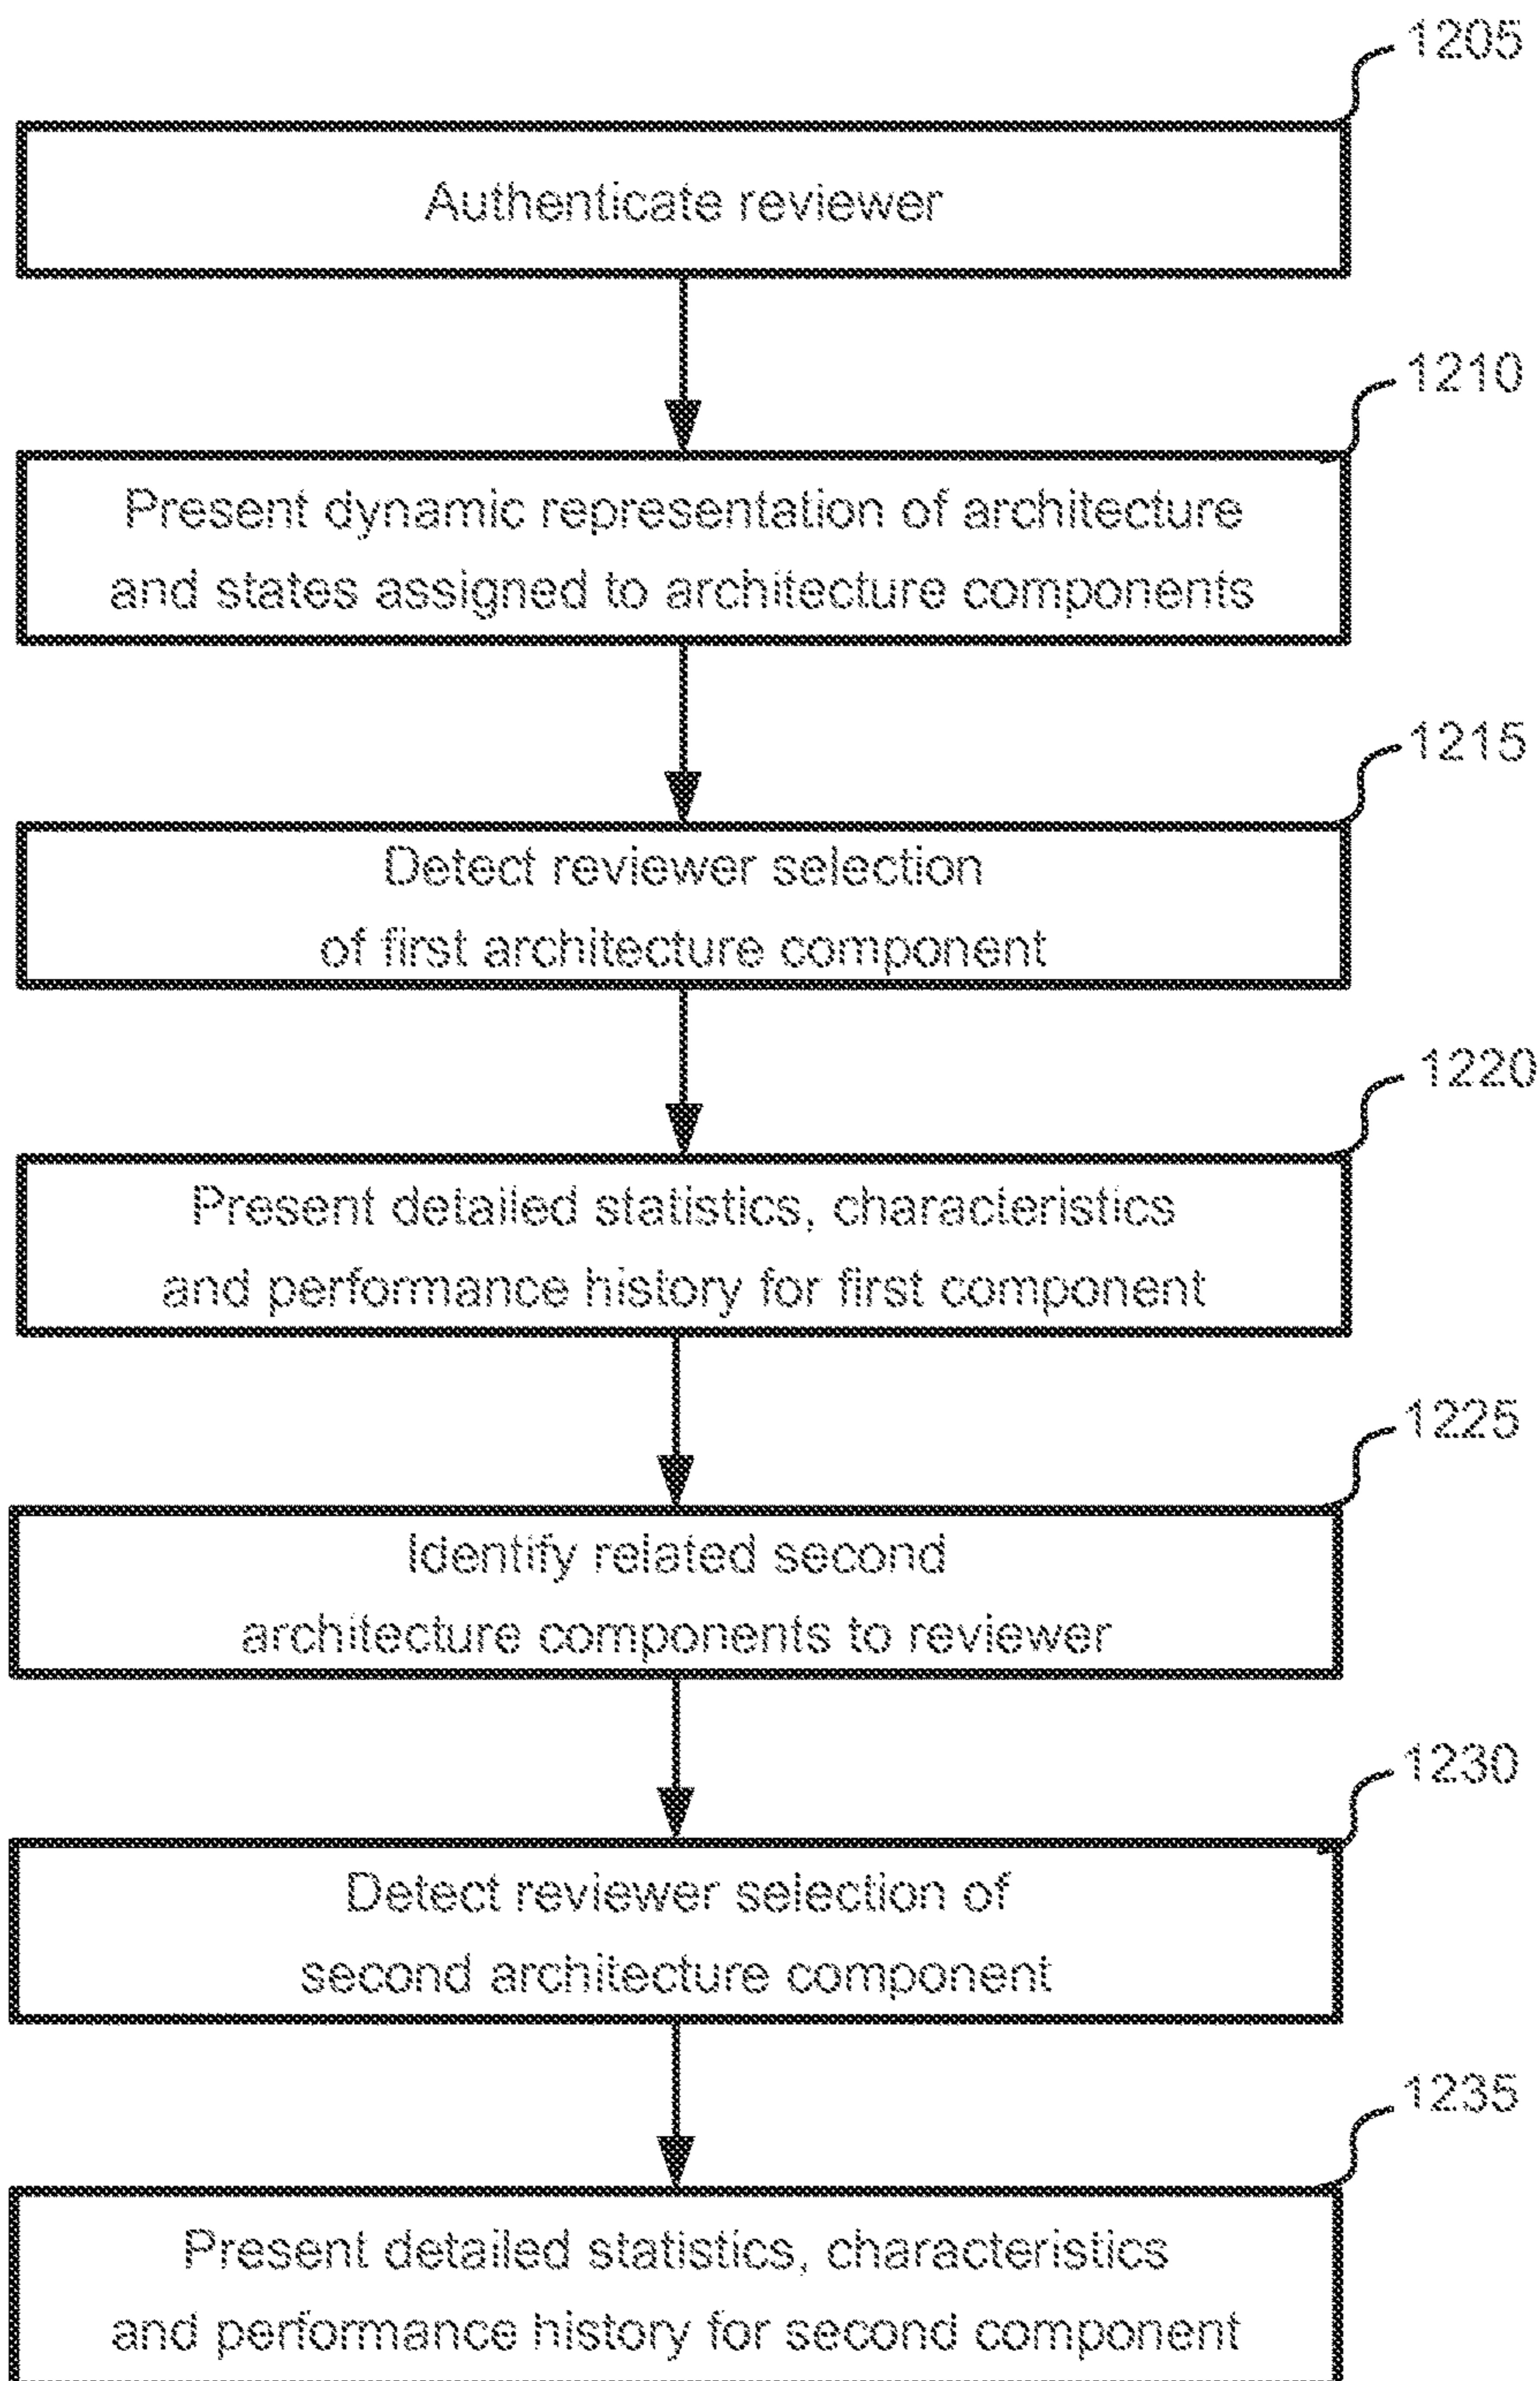 1205
Authenticate reviewer
1210
Present dynamic representation of architecture
and states assigned to architecture components
1215
Detect reviewer selection
of first architecture component
1220
Present detailed statistics, characteristics
and performance history for first component
1225
Identify related second
architecture components to reviewer
1230
Detect reviewer selection of
second architecture component
1235
Present detailed statistics, characteristics
and performance history for second component